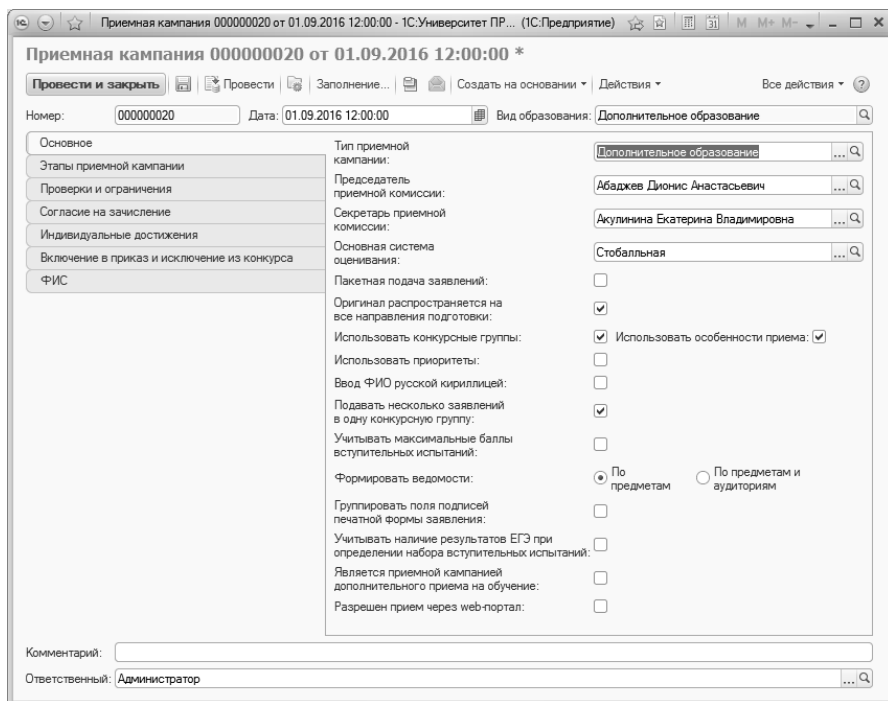 Приемная кампания 000000020 от 01.09.2016 12:00:00 - 1С:Университет ПР... (1С:Предприятие) 31 M M+ M-
Приемная кампания 000000020 от 01.09.2016 12:00:00 *
Провести и закрыть Провести Заполнение... Создать на основании Действия Все действия ?
Номер: 000000020 Дата: 01.09.2016 12:00:00 Вид образования: Дополнительное образование
Основное
Этапы приемной кампании
Проверки и ограничения
Согласие на зачисление
Индивидуальные достижения
Включение в приказ и исключение из конкурса
ФИС
Тип приемной
кампании: Дополнительное образование ...
Председатель
приемной комиссии: Абаджев Дионис Анастасьевич ...
Секретарь приемной
комиссии: Акулинина Екатерина Владимировна ...
Основная система
оценивания: Стобалльная ...
Пакетная подача заявлений:
Оригинал распространяется на
все направления подготовки:
Использовать конкурсные группы: Использовать особенности приема:
Использовать приоритеты:
Ввод ФИО русской кириллицей:
Подавать несколько заявлений
в одну конкурсную группу:
Учитывать максимальные баллы
вступительных испытаний:
Формировать ведомости: По предметам По предметам и аудиториям
Группировать поля подписей
печатной формы заявления:
Учитывать наличие результатов ЕГЭ при
определении набора вступительных испытаний:
Является приемной кампанией
дополнительного приема на обучение:
Разрешен прием через web-портал:
Комментарий:
Ответственный: Администратор ...